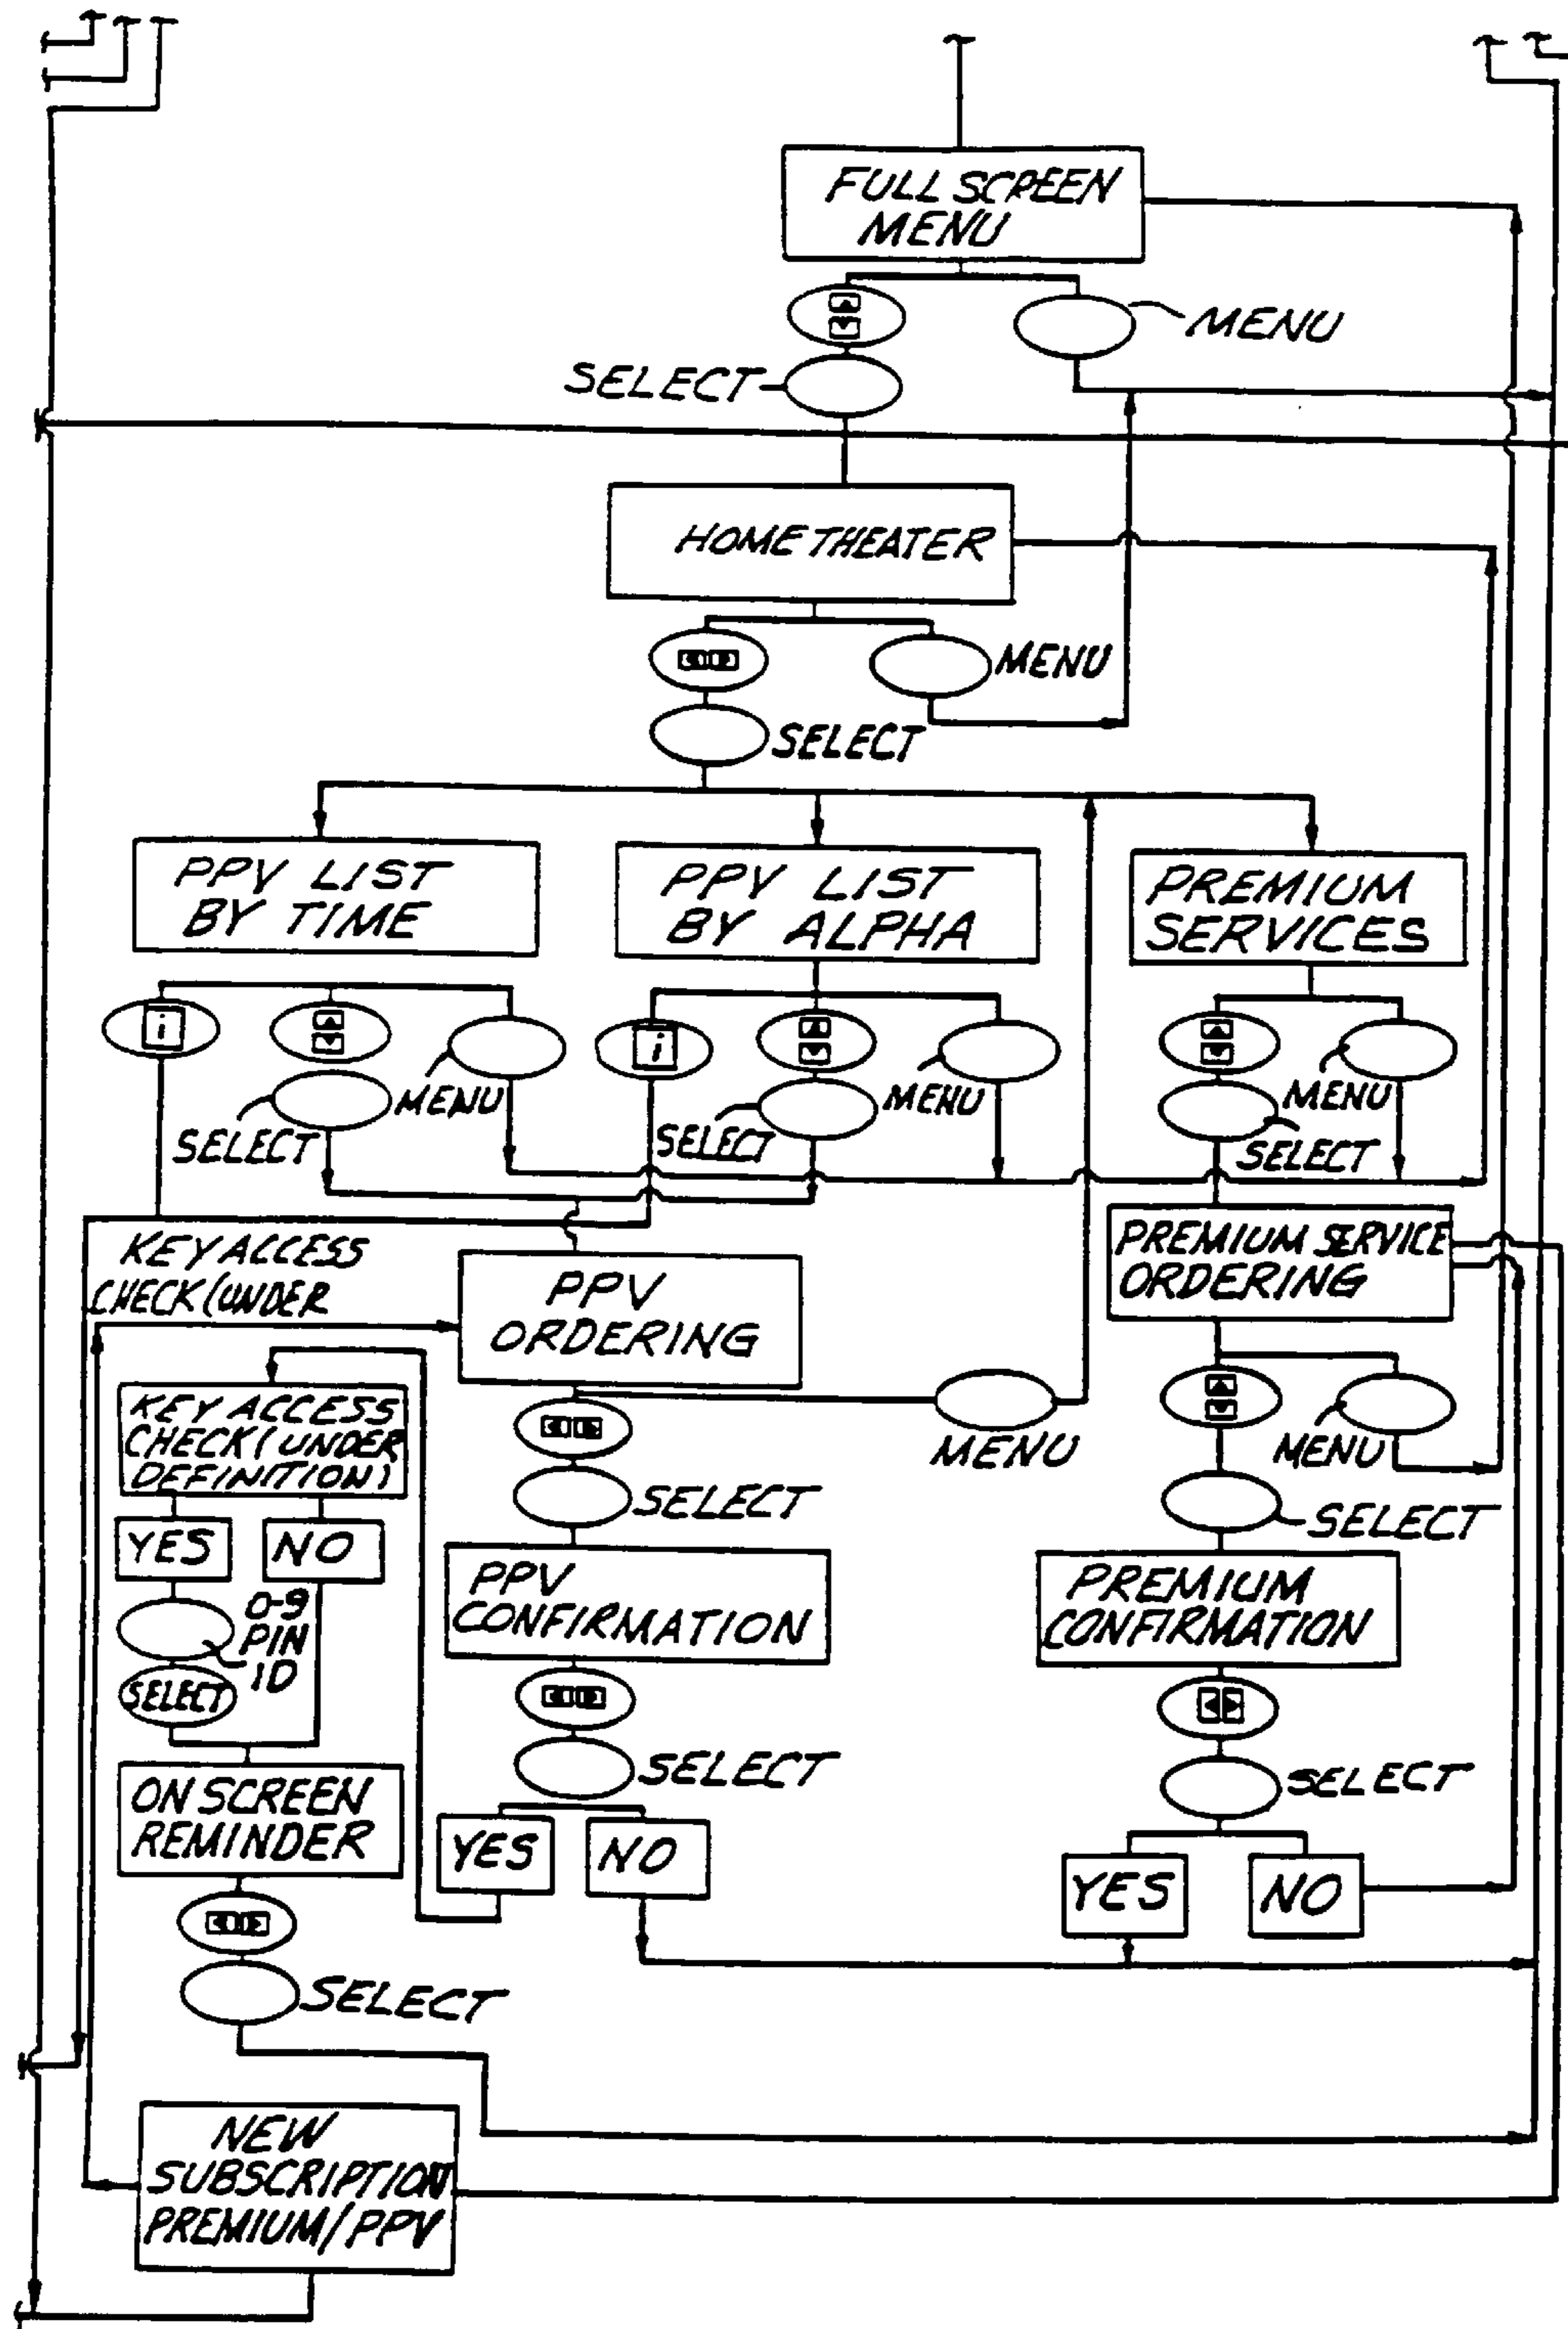 FULL SCREEN
MENU
MENU
SELECT
HOME THEATER
MENU
SELECT
PPV LIST
BY TIME
PPV LIST
BY ALPHA
PREMIUM
SERVICES
i
i
MENU
MENU
MENU
SELECT
SELECT
SELECT
KEY ACCESS
CHECK (UNDER
PPV
ORDERING
PREMIUM SERVICE
ORDERING
KEY ACCESS
CHECK (UNDER
DEFINITION)
MENU
MENU
SELECT
SELECT
YES
NO
0-9
PIN
ID
SELECT
PPV
CONFIRMATION
PREMIUM
CONFIRMATION
SELECT
SELECT
ON SCREEN
REMINDER
YES
NO
YES
NO
SELECT
NEW
SUBSCRIPTION
PREMIUM/PPV